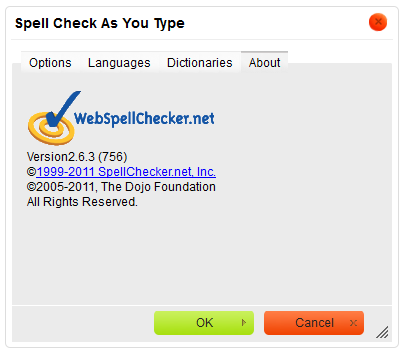 Spell Check As You Type
Options Languages Dictionaries About
WebSpellChecker.net
Version2.6.3 (756)
©1999-2011 SpellChecker.net, Inc.
©2005-2011, The Dojo Foundation
All Rights Reserved.
OK Cancel